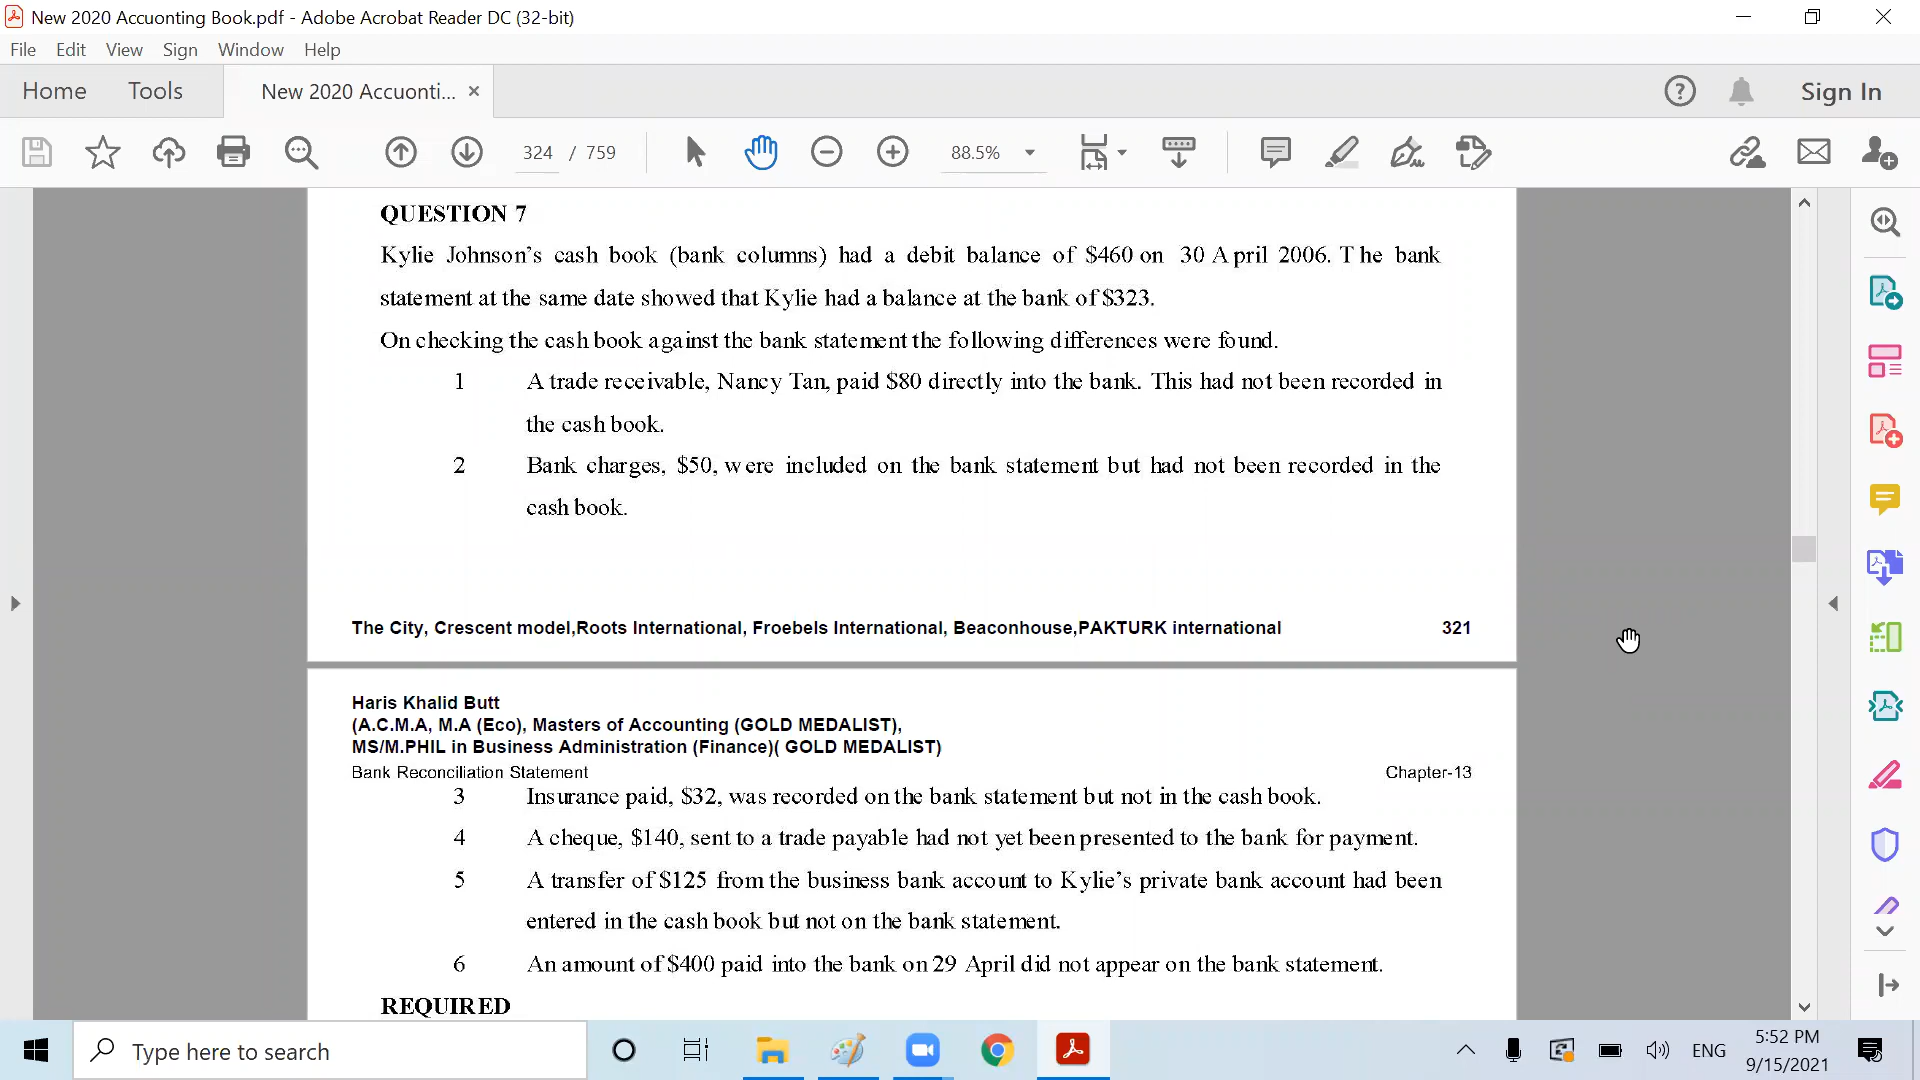 New 2020 Accuonting Book.pdf - Adobe Acrobat Reader DC (32-bit)
File Edit View Sign Window Help
Home Tools New 2020 Accuonti... × Sign In
324 / 759 88.5%
QUESTION 7
Kylie Johnson's cash book (bank columns) had a debit balance of $460 on 30 April 2006. The bank
statement at the same date showed that Kylie had a balance at the bank of $323.
On checking the cash book against the bank statement the following differences were found.
1 A trade receivable, Nancy Tan, paid $80 directly into the bank. This had not been recorded in
the cash book.
2 Bank charges, $50, were included on the bank statement but had not been recorded in the
cash book.
The City, Crescent model,Roots International, Froebels International, Beaconhouse,PAKTURK international 321
Haris Khalid Butt
(A.C.M.A, M.A (Eco), Masters of Accounting (GOLD MEDALIST),
MS/M.PHIL in Business Administration (Finance)( GOLD MEDALIST)
Bank Reconciliation Statement Chapter-13
3 Insurance paid, $32, was recorded on the bank statement but not in the cash book.
4 A cheque, $140, sent to a trade payable had not yet been presented to the bank for payment.
5 A transfer of $125 from the business bank account to Kylie's private bank account had been
entered in the cash book but not on the bank statement.
6 An amount of $400 paid into the bank on 29 April did not appear on the bank statement.
REQUIRED
Type here to search ENG 5:52 PM
9/15/2021